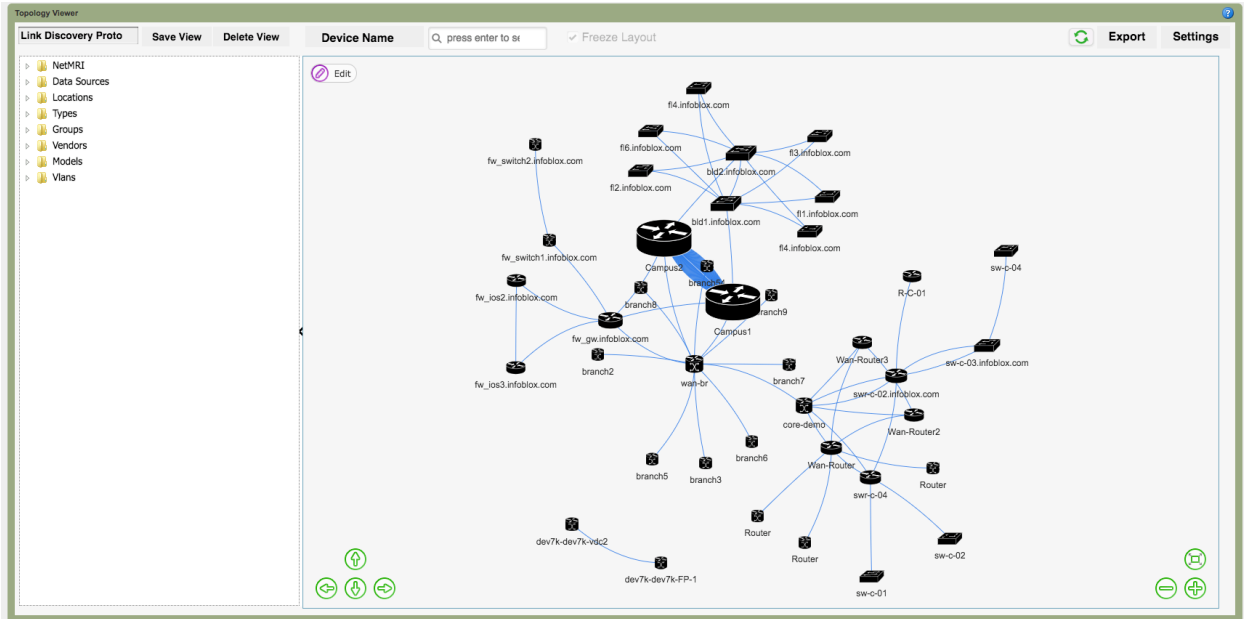 Topology Viewer
Link Discovery Proto
Save View
Delete View
Device Name
press enter to se
Freeze Layout
Export
Settings
NetMRI
Data Sources
Locations
Types
Groups
Vendors
Models
Vlans
Edit
fl4.infoblox.com
fl6.infoblox.com
fl3.infoblox.com
fw_switch2.infoblox.com
bld2.infoblox.com
fl2.infoblox.com
fl1.infoblox.com
bld1.infoblox.com
fl4.infoblox.com
fw_switch1.infoblox.com
Campus2
sw-c-04
R-C-01
fw_ios2.infoblox.com
branch8
branch9
Campus1
fw_gw.infoblox.com
Wan-Router3
sw-c-03.infoblox.com
branch2
branch7
fw_ios3.infoblox.com
wan-br
swr-c-02.infoblox.com
core-demo
Wan-Router2
branch6
Wan-Router
branch5
branch3
Router
swr-c-04
Router
dev7k-dev7k-vdc2
Router
sw-c-02
dev7k-dev7k-FP-1
sw-c-01